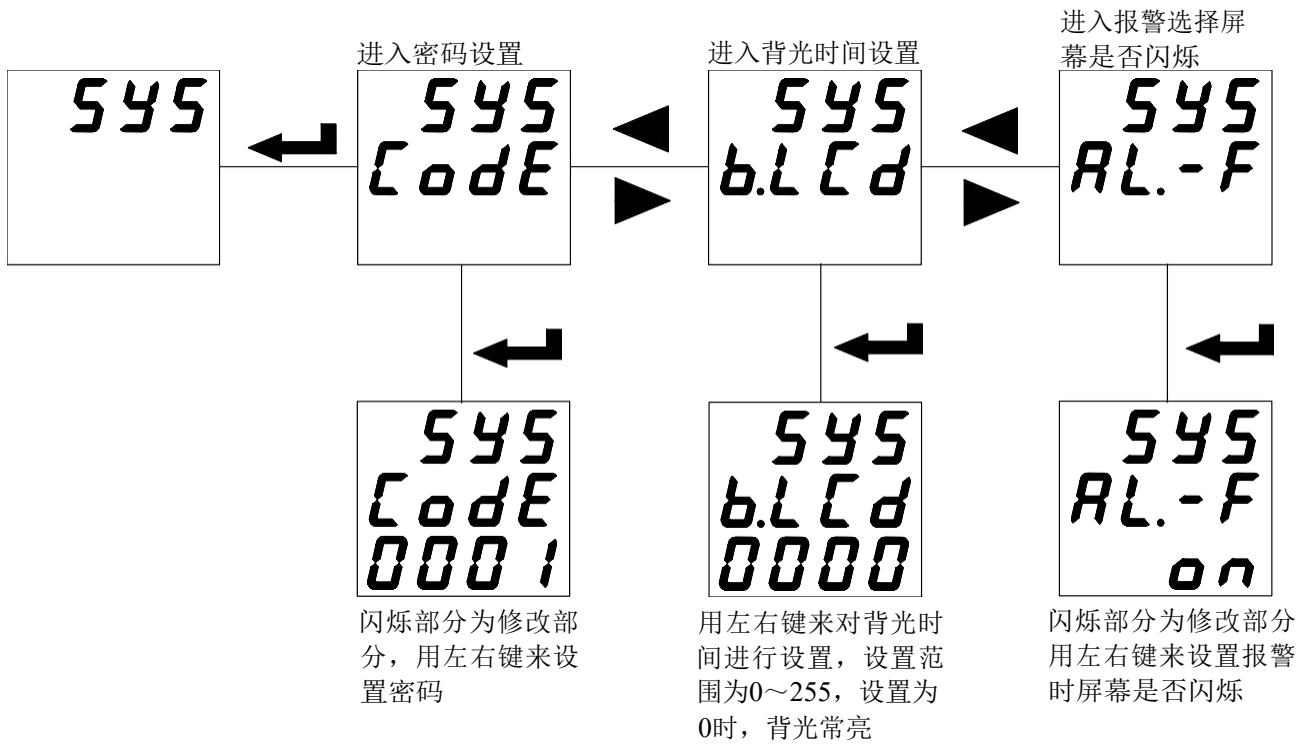 进入密码设置
进入背光时间设置
进入报警选择屏
幕是否闪烁
SYS
SYS
CodE
SYS
b.LCd
SYS
AL.-F
SYS
CodE
0001
SYS
b.LCd
0000
SYS
AL.-F
on
闪烁部分为修改部
分，用左右键来设
置密码
用左右键来对背光时
间进行设置，设置范
围为0～255，设置为
0时，背光常亮
闪烁部分为修改部分
用左右键来设置报警
时屏幕是否闪烁